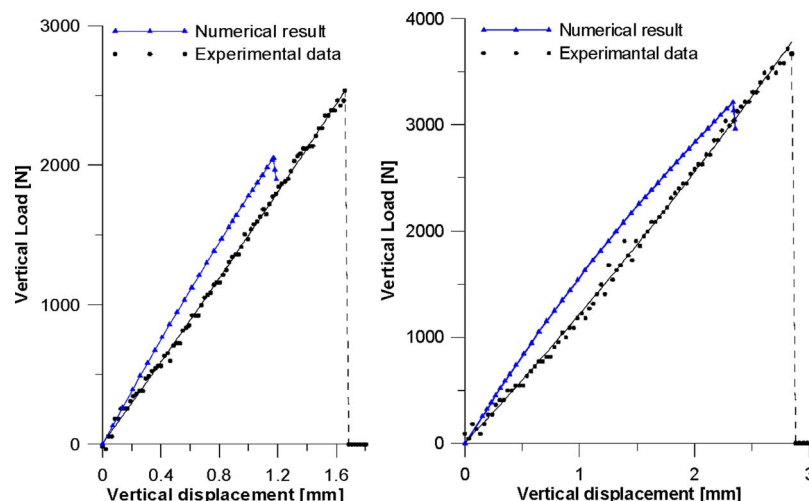 3000
Numerical result
Experimental data
2000
1000
0
Vertical Load [N]
0
0.4
0.8
1.2
1.6
Vertical displacement [mm]
4000
Numerical result
Experimantal data
3000
2000
1000
0
Vertical Load [N]
0
1
2
3
Vertical displacement [mm]